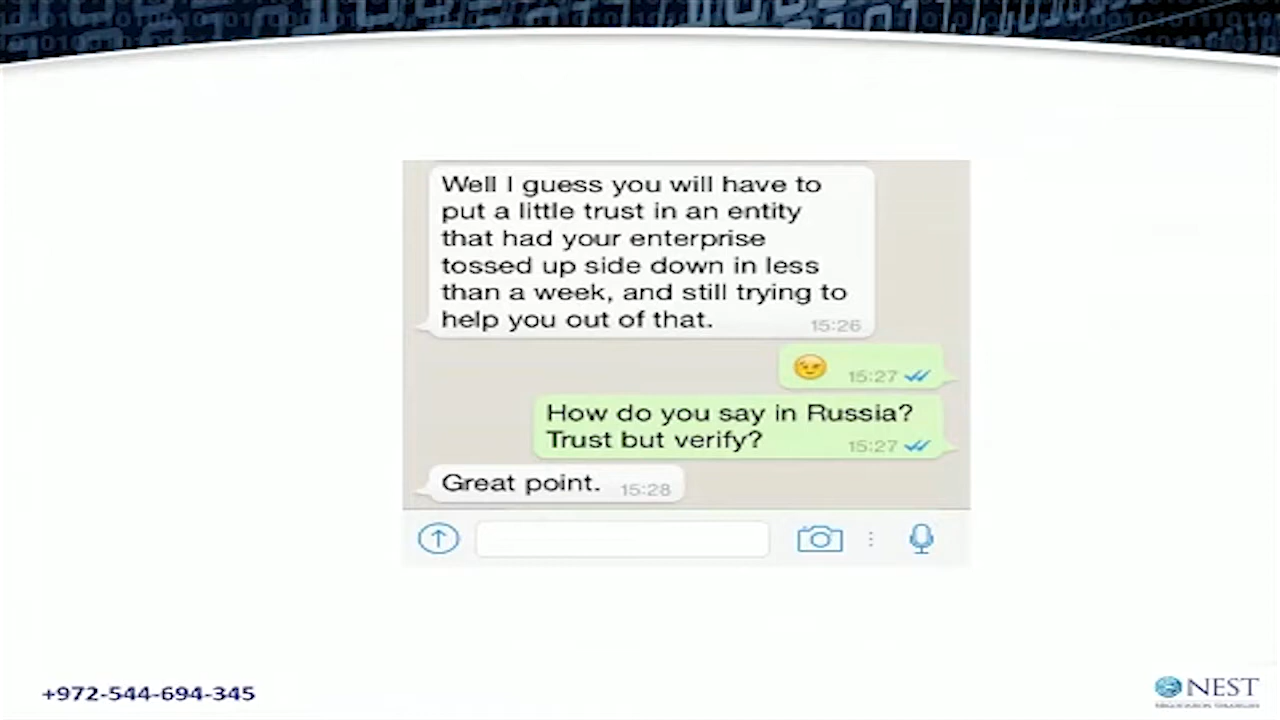 Well I guess you will have to
put a little trust in an entity
that had your enterprise
tossed up side down in less
than a week, and still trying to
help you out of that.
15:26
15:27
How do you say in Russia?
Trust but verify?
15:27
Great point.
15:28
+972-544-694-345
NEST